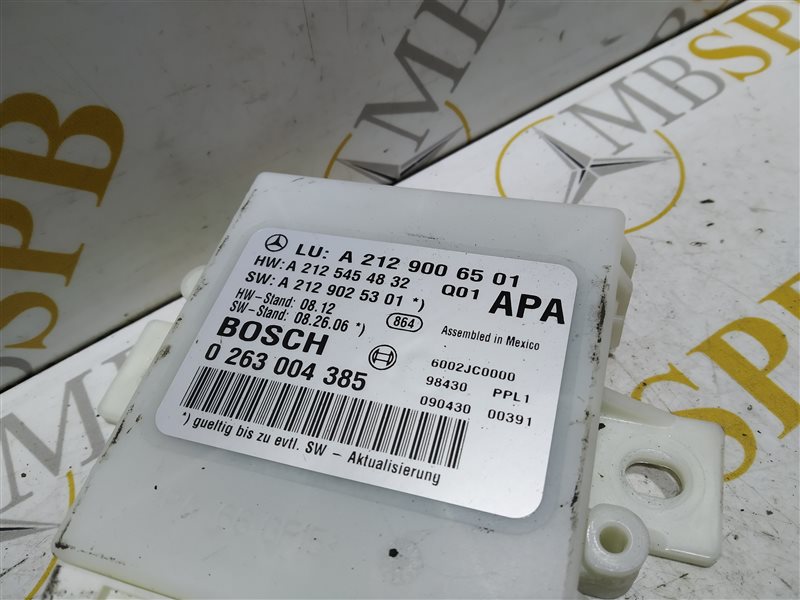 MBSPB
MBSP
SPB
LU: A 212 900 65 01
HW: A 212 545 48 32 Q01 APA
SW: A 212 902 53 01 *)
HW-Stand: 08.12
SW-Stand: 08.26.06 *) 864 Assembled in Mexico
BOSCH
0 263 004 385
6002JC0000
98430 PPL1
090430 00391
*) gueltig bis zu evtl. SW - Aktualisierung